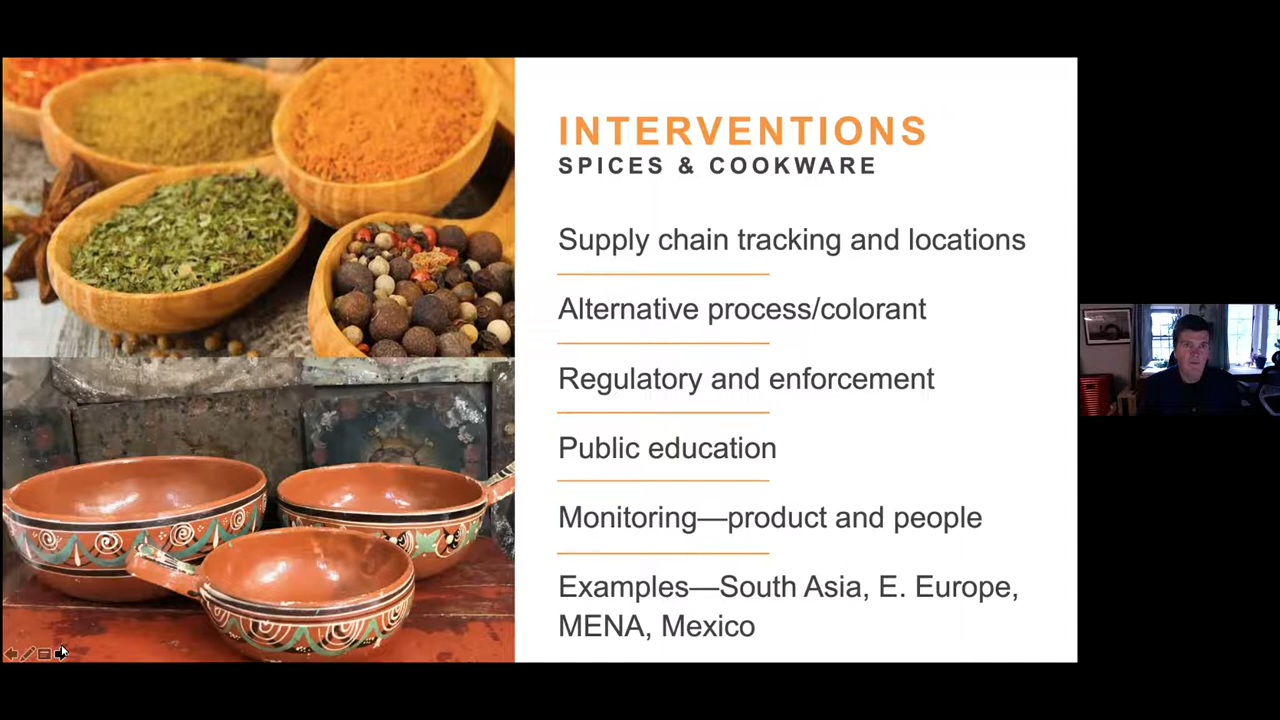 INTERVENTIONS
SPICES & COOKWARE
Supply chain tracking and locations
Alternative process/colorant
Regulatory and enforcement
Public education
Monitoring—product and people
Examples—South Asia, E. Europe,
MENA, Mexico